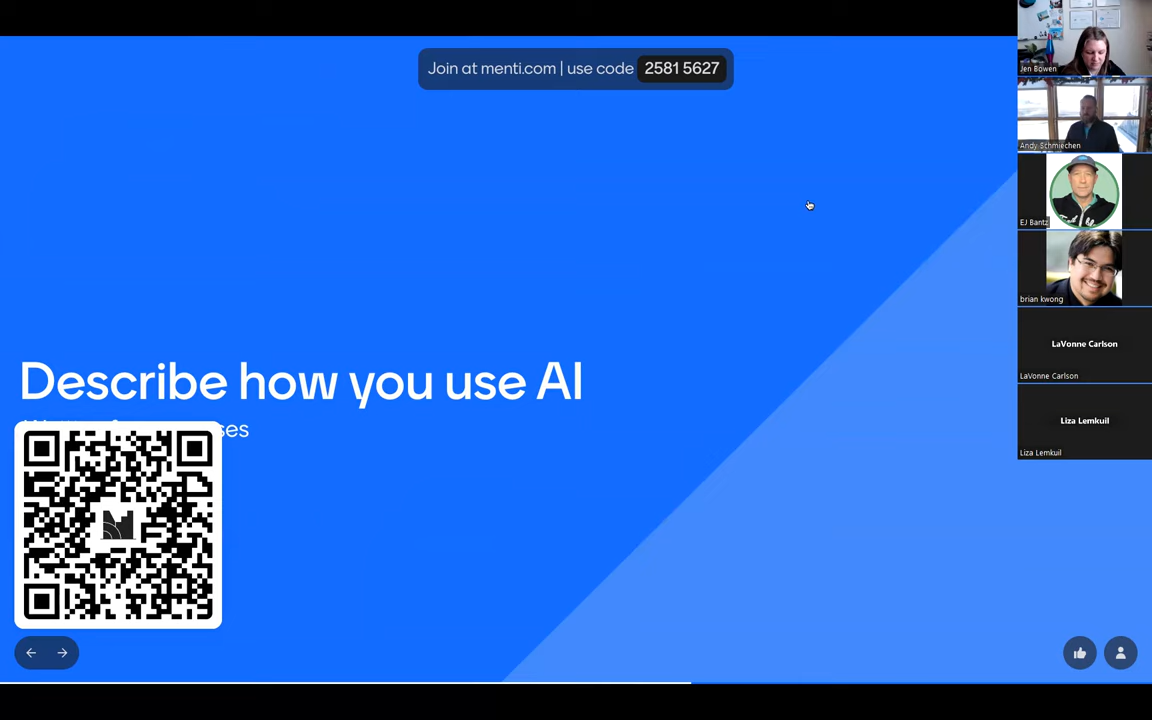 Join at menti.com | use code 2581 5627
Describe how you use AI
Jen Bowen
Andy Schmiechen
EJ Bantz
brian kwong
LaVonne Carlson
LaVonne Carlson
Liza Lemkuil
Liza Lemkuil